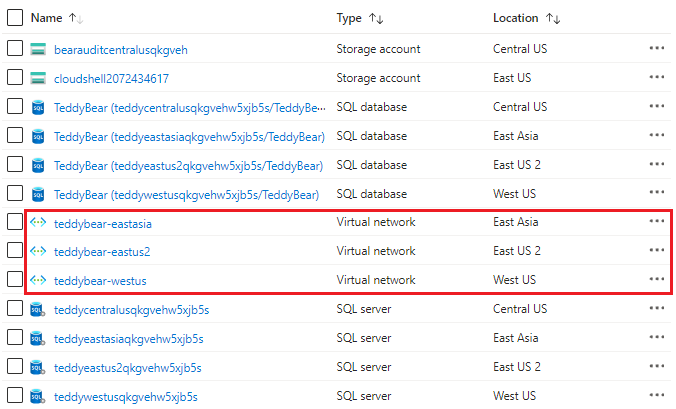 Name ↑↓ Type ↑↓ Location ↑↓
bearauditcentralusqkgveh Storage account Central US ···
cloudshell2072434617 Storage account East US ···
TeddyBear (teddycentralusqkgvehw5xjb5s/TeddyBe... SQL database Central US ···
TeddyBear (teddyeastasiaqkgvehw5xjb5s/TeddyBear) SQL database East Asia ···
TeddyBear (teddyeastus2qkgvehw5xjb5s/TeddyBear) SQL database East US 2 ···
TeddyBear (teddywestusqkgvehw5xjb5s/TeddyBear) SQL database West US ···
teddybear-eastasia Virtual network East Asia ···
teddybear-eastus2 Virtual network East US 2 ···
teddybear-westus Virtual network West US ···
teddycentralusqkgvehw5xjb5s SQL server Central US ···
teddyeastasiaqkgvehw5xjb5s SQL server East Asia ···
teddyeastus2qkgvehw5xjb5s SQL server East US 2 ···
teddywestusqkgvehw5xjb5s SQL server West US ···